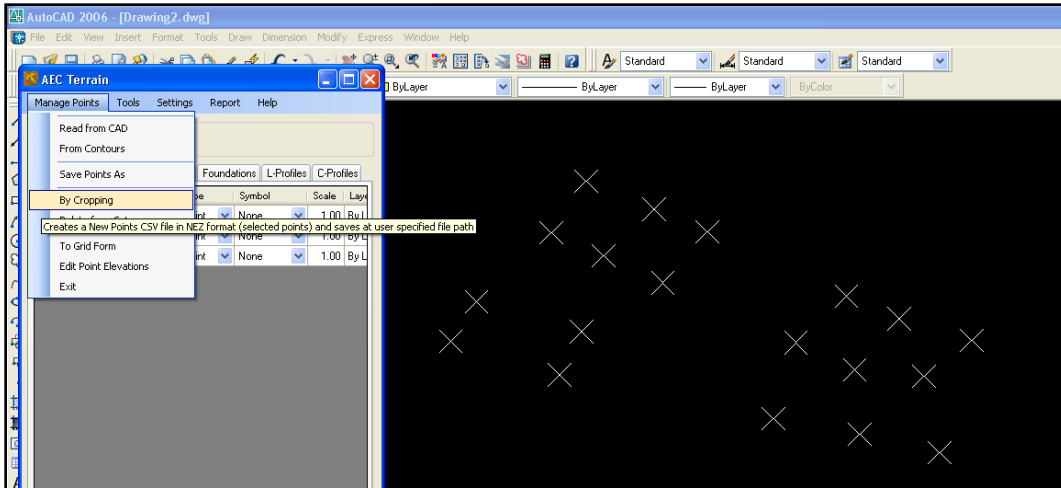 AutoCAD 2006 - [Drawing2.dwg]
File Edit View Insert Format Tools Draw Dimension Modify Express Window Help
Standard Standard Standard
AEC Terrain
ByLayer ByLayer ByLayer ByColor
Manage Points Tools Settings Report Help
Read from CAD
From Contours
Save Points As
Foundations L-Profiles C-Profiles
By Cropping
Symbol Scale
None 1.00 By L
Creates a New Points CSV file in NEZ format (selected points) and saves at user specified file path
None 1.00 By L
To Grid Form
None 1.00 By L
Edit Point Elevations
Exit